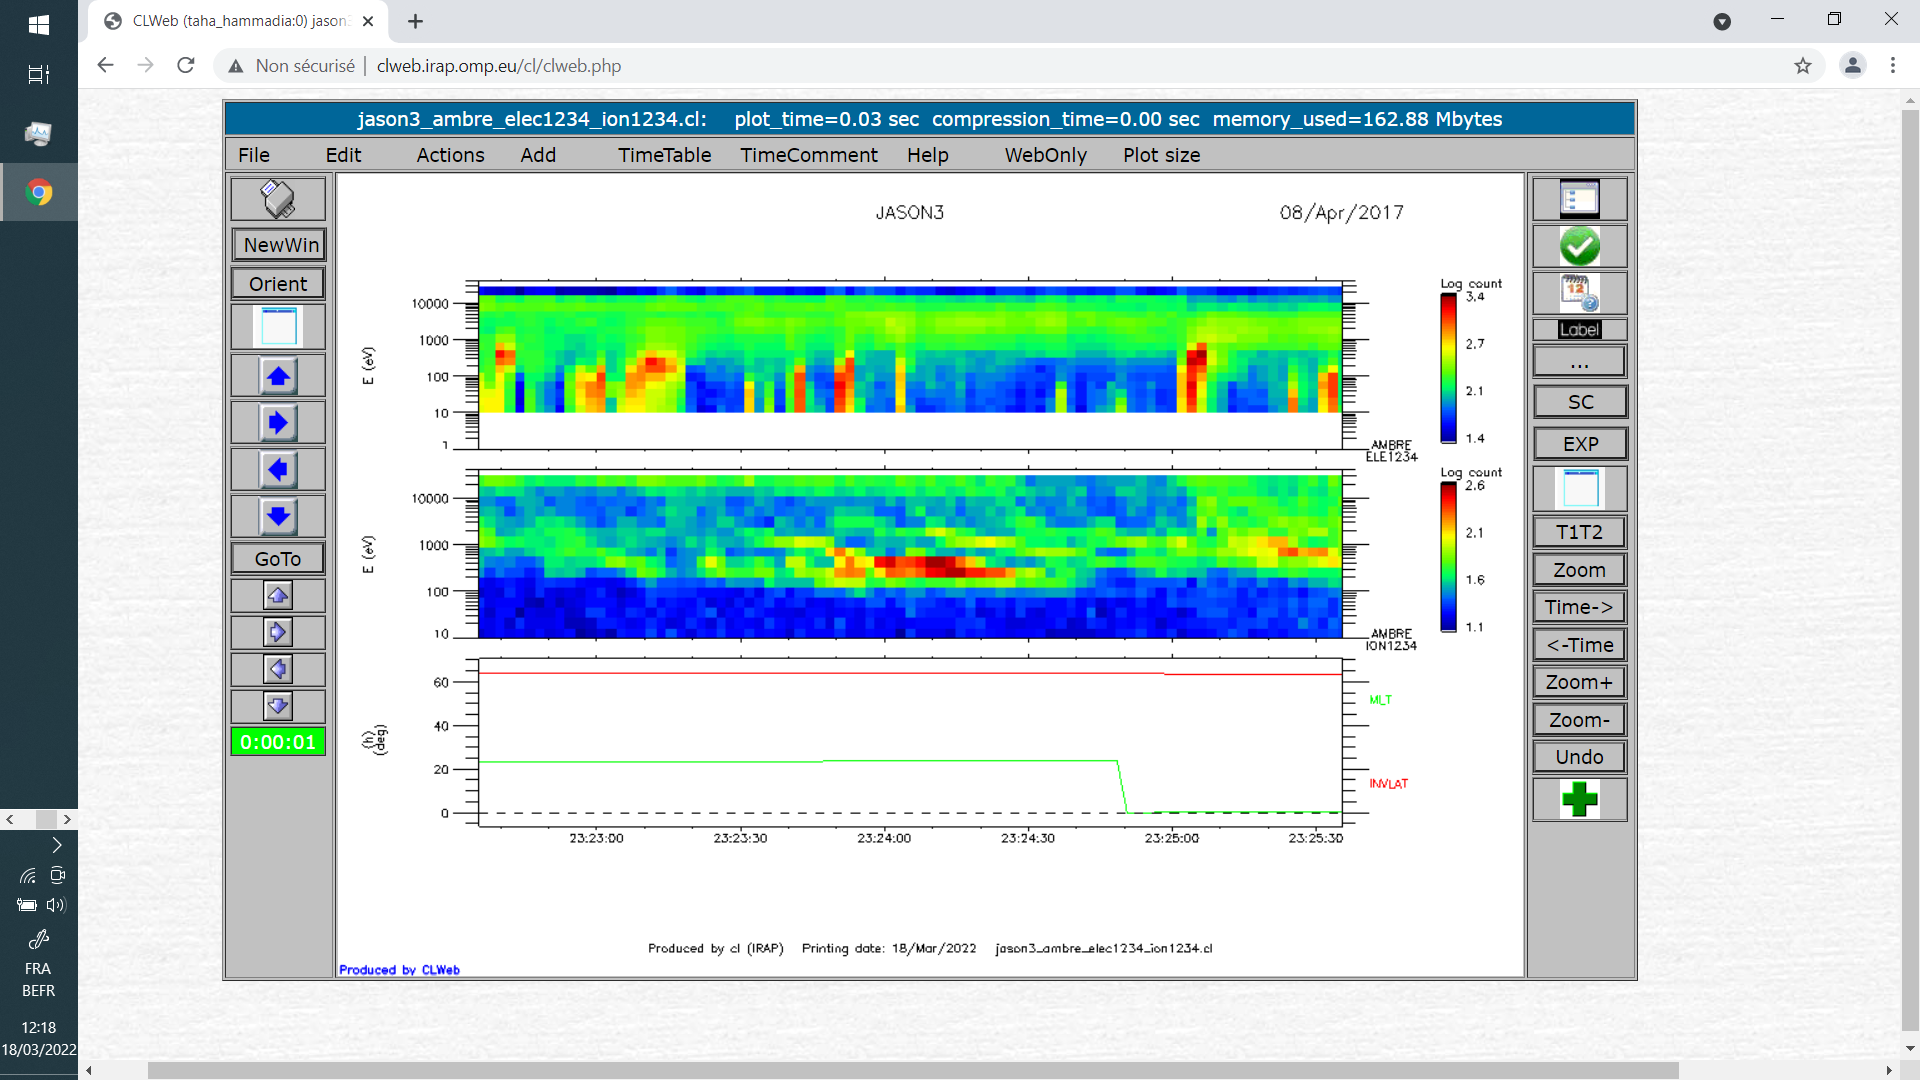 CLWeb (taha_hammadia:0) jason3
Non sécurisé | clweb.irap.omp.eu/cl/clweb.php
jason3_ambre_elec1234_ion1234.cl: plot_time=0.03 sec compression_time=0.00 sec memory_used=162.88 Mbytes
File Edit Actions Add TimeTable TimeComment Help WebOnly Plot size
NewWin
Orient
GoTo
0:00:01
JASON3 08/Apr/2017
Log count
3.4
2.7
2.1
1.4
10000
1000
100
10
1
E (eV)
AMBRE
ELE1234
Log count
2.6
2.1
1.6
1.1
10000
1000
100
10
E (eV)
AMBRE
ION1234
60
40
20
0
(h)
(deg)
MLT
INVLAT
23:23:00 23:23:30 23:24:00 23:24:30 23:25:00 23:25:30
Produced by cl (IRAP) Printing date: 18/Mar/2022 jason3_ambre_elec1234_ion1234.cl
Produced by CLWeb
12
Label
...
SC
EXP
T1T2
Zoom
Time->
<-Time
Zoom+
Zoom-
Undo
FRA
BEFR
12:18
18/03/2022